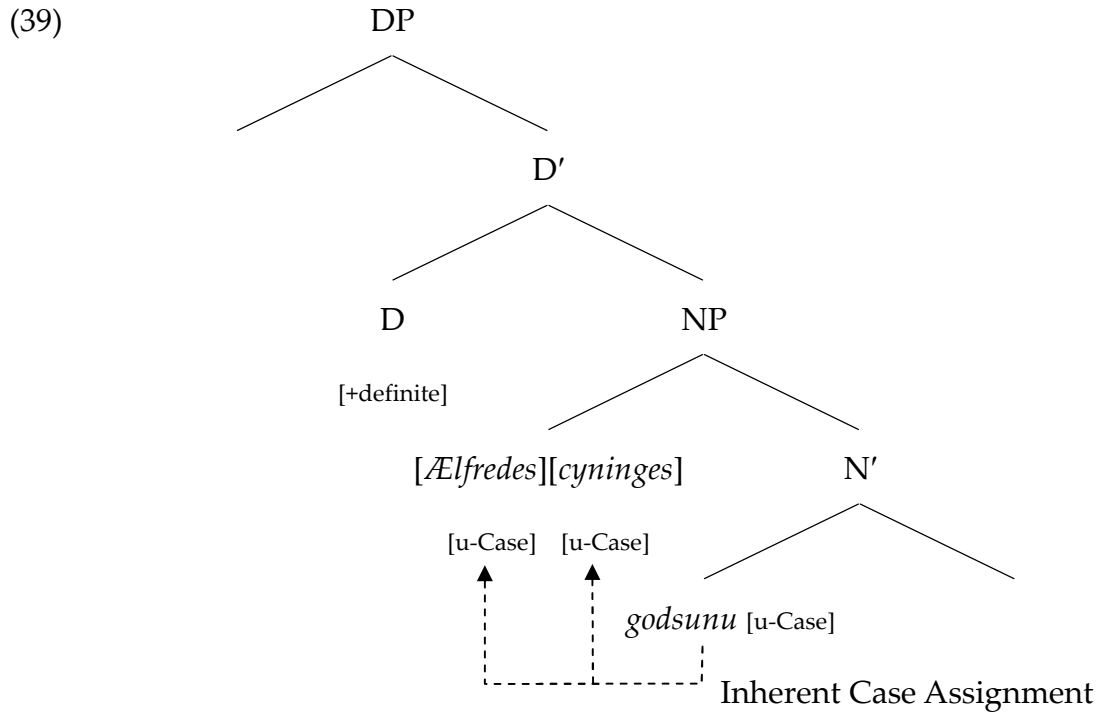 (39) DP
D′
D NP
[+definite]
[Ælfredes][cyninges] N′
[u-Case] [u-Case]
godsunu [u-Case]
Inherent Case Assignment